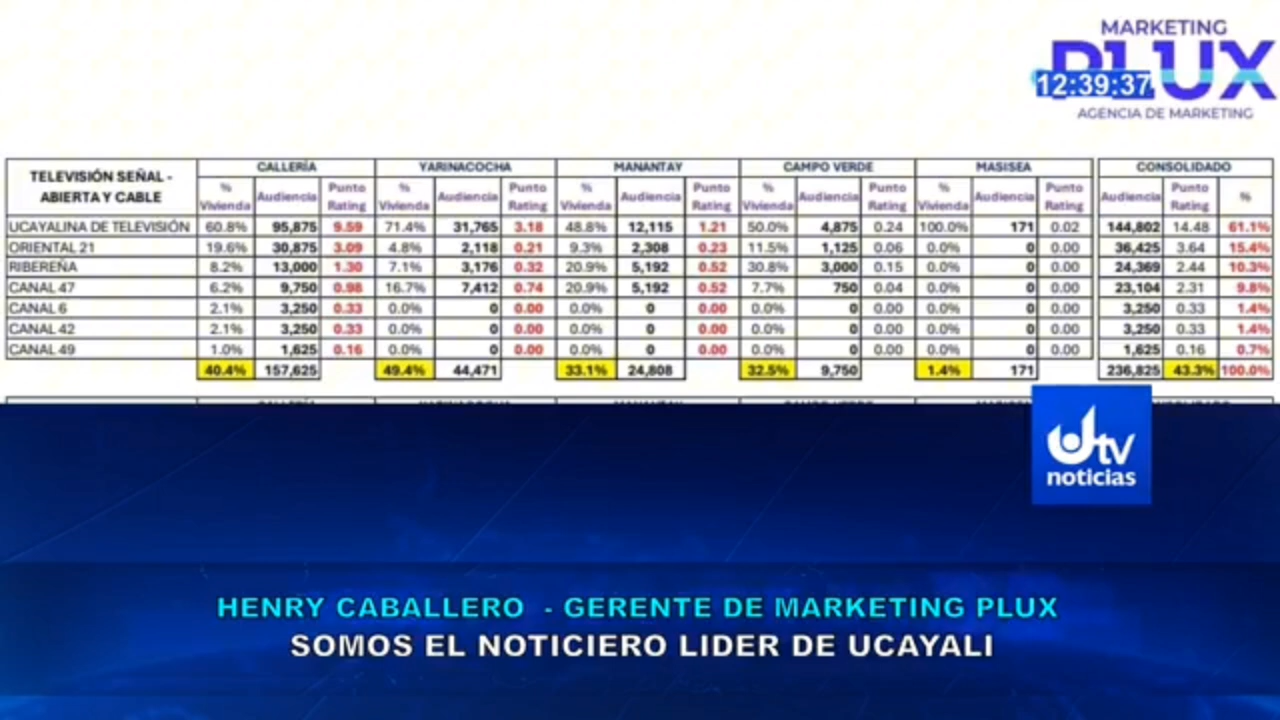 MARKETING
PLUX
12:39:37
AGENCIA DE MARKETING
TELEVISIÓN SEÑAL - ABIERTA Y CABLE CALLERÍA YARINACOCHA MANANTAY CAMPO VERDE MASISEA CONSOLIDADO
% Vivienda Audiencia Punto Rating % Vivienda Audiencia Punto Rating % Vivienda Audiencia Punto Rating % Vivienda Audiencia Punto Rating % Vivienda Audiencia Punto Rating Audiencia Punto Rating %
UCAYALINA DE TELEVISIÓN 60.8% 95,875 9.59 71.4% 31,765 3.18 48.8% 12,115 1.21 50.0% 4,875 0.24 100.0% 171 0.02 144,802 14.48 61.1%
ORIENTAL 21 19.6% 30,875 3.09 4.8% 2,118 0.21 9.3% 2,308 0.23 11.5% 1,125 0.06 0.0% 0 0.00 36,425 3.64 15.4%
RIBEREÑA 8.2% 13,000 1.30 7.1% 3,176 0.32 20.9% 5,192 0.52 30.8% 3,000 0.15 0.0% 0 0.00 24,369 2.44 10.3%
CANAL 47 6.2% 9,750 0.98 16.7% 7,412 0.74 20.9% 5,192 0.52 7.7% 750 0.04 0.0% 0 0.00 23,104 2.31 9.8%
CANAL 6 2.1% 3,250 0.33 0.0% 0 0.00 0.0% 0 0.00 0.0% 0 0.00 0.0% 0 0.00 3,250 0.33 1.4%
CANAL 42 2.1% 3,250 0.33 0.0% 0 0.00 0.0% 0 0.00 0.0% 0 0.00 0.0% 0 0.00 3,250 0.33 1.4%
CANAL 49 1.0% 1,625 0.16 0.0% 0 0.00 0.0% 0 0.00 0.0% 0 0.00 0.0% 0 0.00 1,625 0.16 0.7%
40.4% 157,625 49.4% 44,471 33.1% 24,808 32.5% 9,750 1.4% 171 236,825 43.3% 100.0%
Utv
noticias
HENRY CABALLERO - GERENTE DE MARKETING PLUX
SOMOS EL NOTICIERO LIDER DE UCAYALI